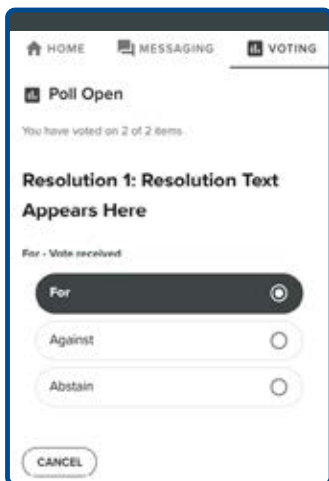 HOME MESSAGING VOTING
Poll Open
You have voted on 2 of 2 items
Resolution 1: Resolution Text
Appears Here
For - Vote received
For
Against
Abstain
CANCEL